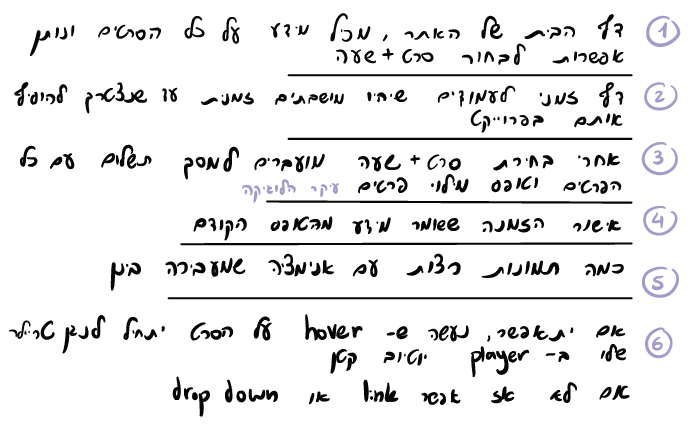 1 דף הבית של האתר, מכיל מידע על כל הסרטים ונותן
אפשרות לבחור סרט + שעה
2 דף זמני לעמודים שיהיו מושבתים זמנית עד שנצטרך להוסיף
אותם בפרוייקט
3 אחרי בחירת סרט + שעה מועברים למסך תשלום עם כל
הפרטים וטופס מילוי פרטים עיקר הלוגיקה
4 אישור הזמנה ששומר מידע מהטופס הקודם
5 כמה תמונות רצות עם אנימציה שמעבירה בינן
6 אם יתאפשר, נעשה ש- hover על הסרט יתחיל לנגן טריילר
שלו ב- player יוטיוב קטן
אם לא אז אפשר link או drop down